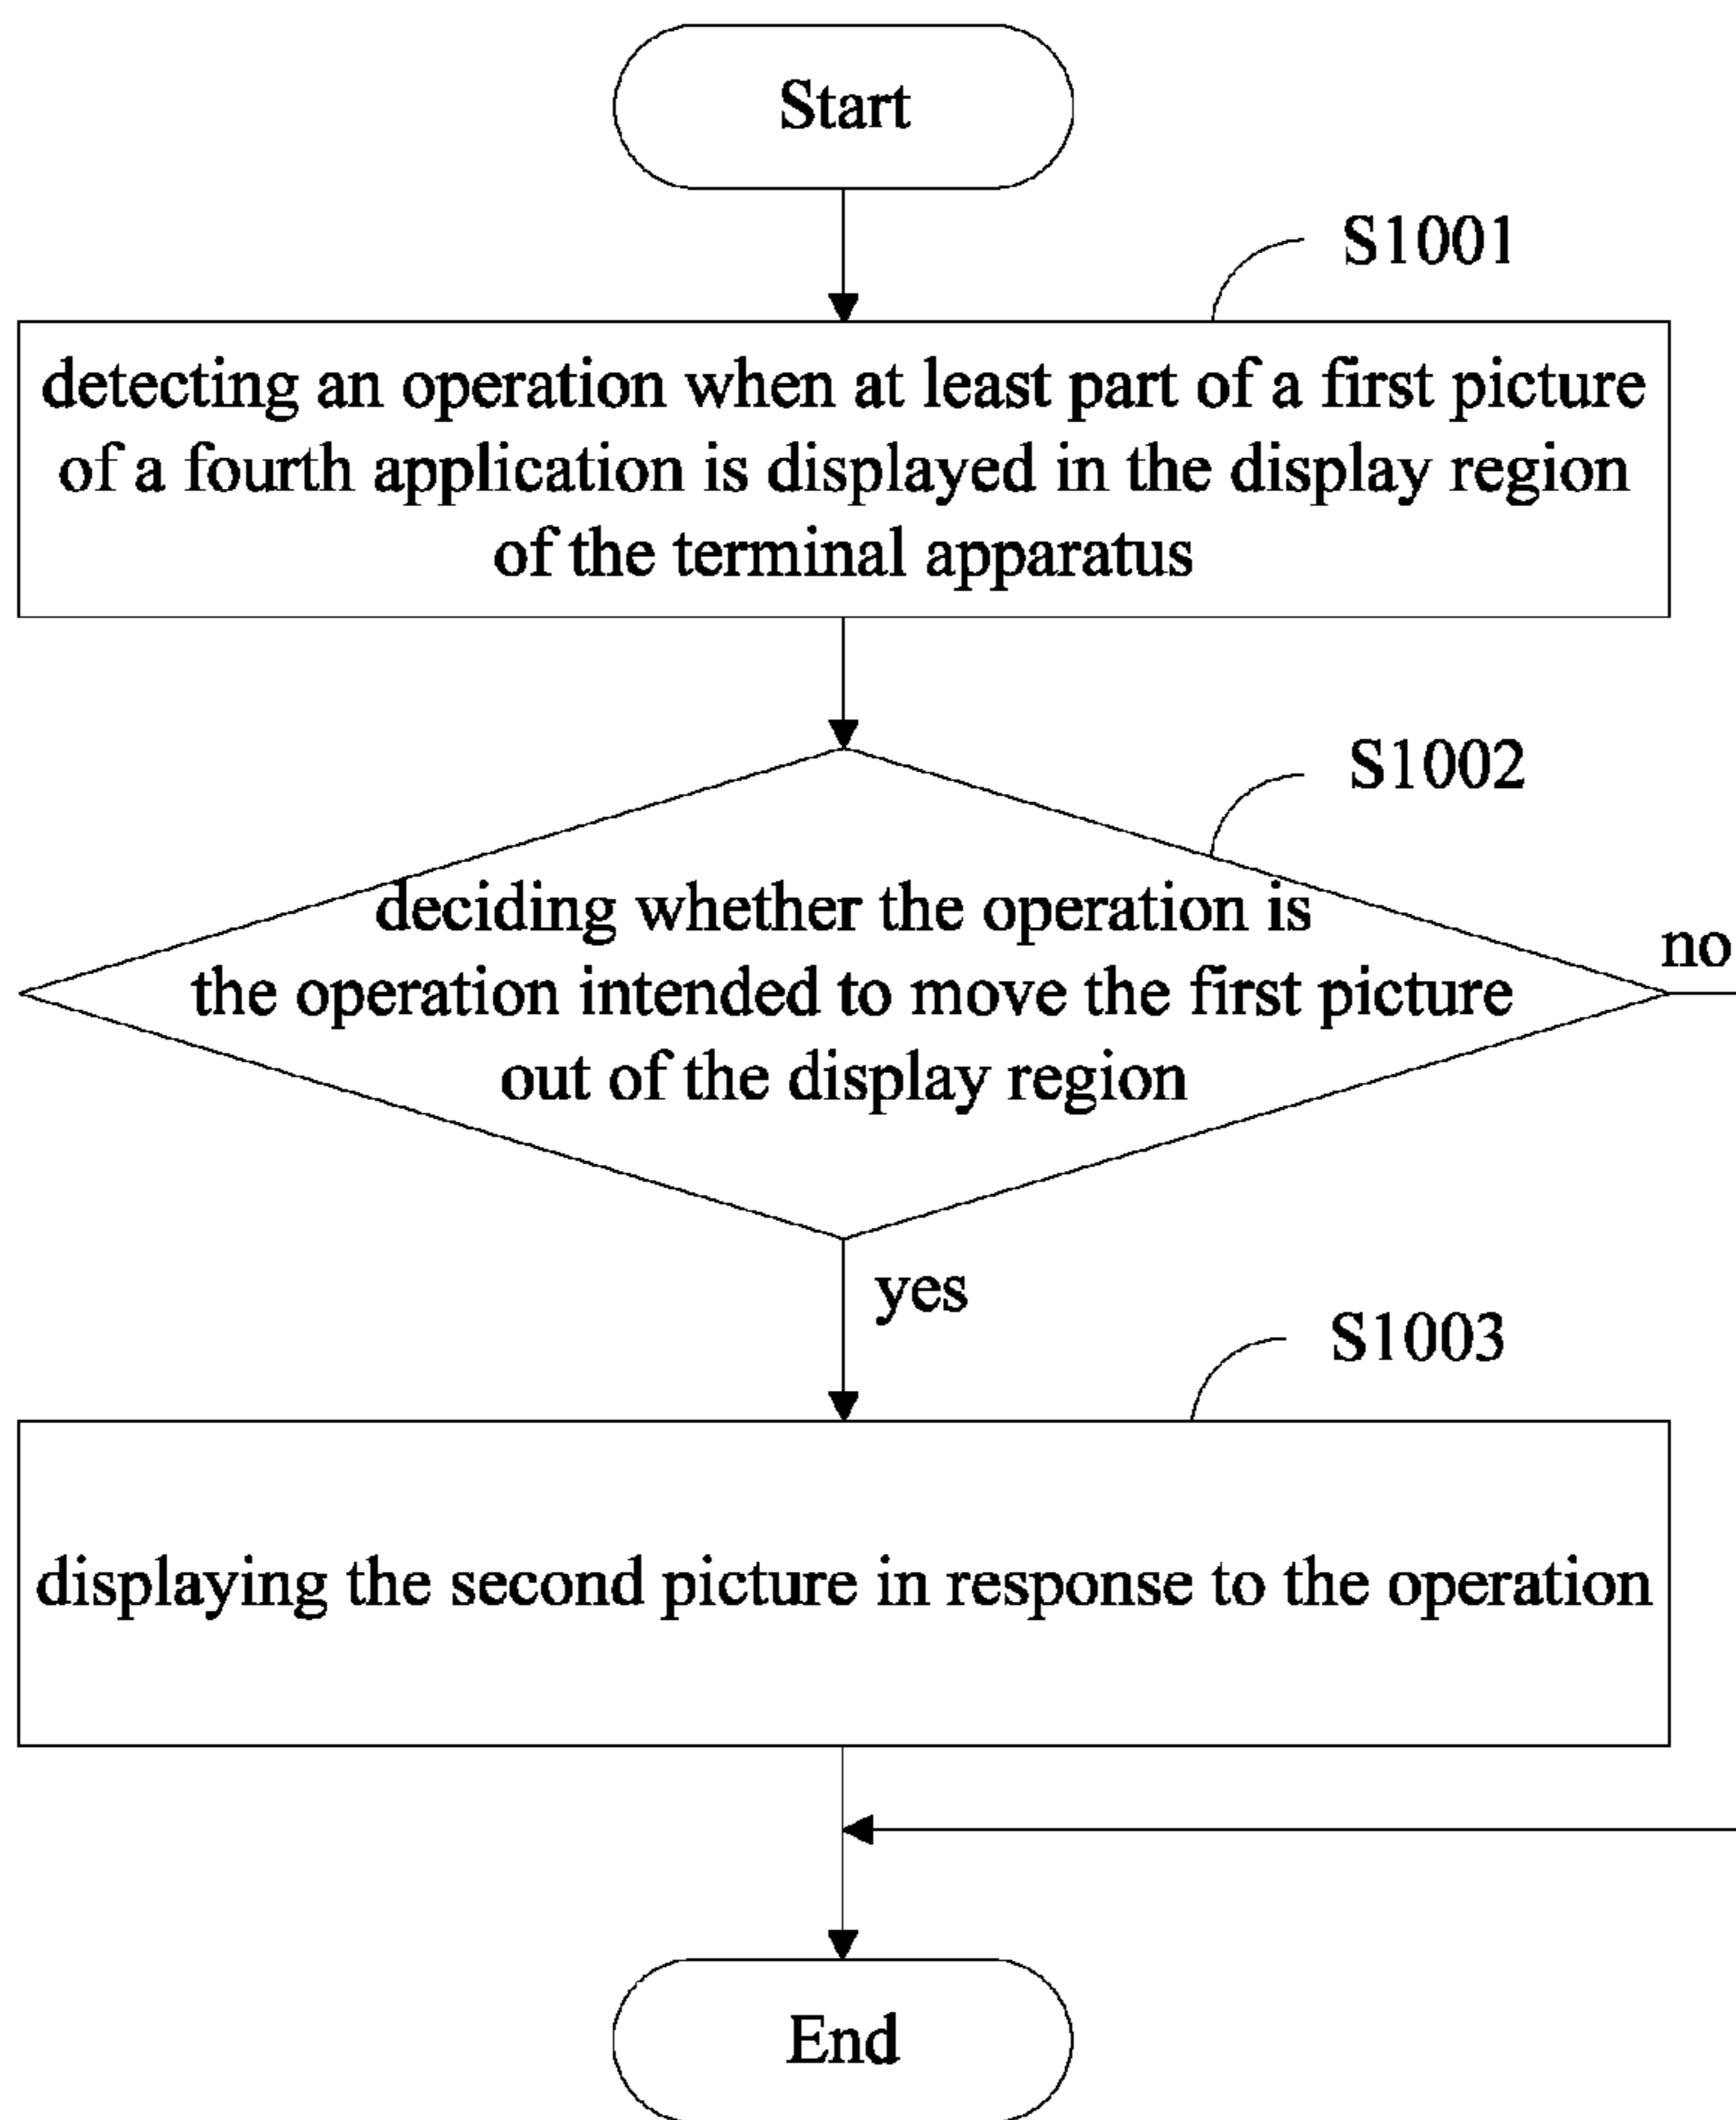 Start
S1001
detecting an operation when at least part of a first picture
of a fourth application is displayed in the display region
of the terminal apparatus
S1002
deciding whether the operation is
no
the operation intended to move the first picture
out of the display region
yes
S1003
displaying the second picture in response to the operation
End